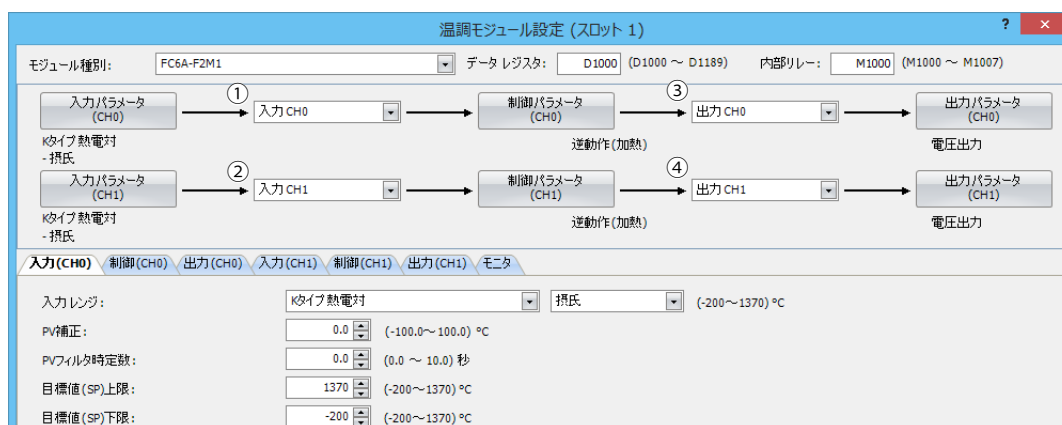 温調モジュール設定 (スロット 1)
? ×
モジュール種別: FC6A-F2M1 データ レジスタ: D1000 (D1000 ～ D1189) 内部リレー: M1000 (M1000 ～ M1007)
① ③
入力パラメータ (CH0) 入力 CH0 制御パラメータ (CH0) 出力 CH0 出力パラメータ (CH0)
Kタイプ 熱電対 逆動作(加熱) 電圧出力
- 摂氏
② ④
入力パラメータ (CH1) 入力 CH1 制御パラメータ (CH1) 出力 CH1 出力パラメータ (CH1)
Kタイプ 熱電対 逆動作(加熱) 電圧出力
- 摂氏
入力(CH0) 制御(CH0) 出力(CH0) 入力(CH1) 制御(CH1) 出力(CH1) モニタ
入力レンジ: Kタイプ 熱電対 摂氏 (-200～1370) °C
PV補正: 0.0 (-100.0～ 100.0) °C
PVフィルタ時定数: 0.0 (0.0 ～ 10.0) 秒
目標値(SP)上限: 1370 (-200～1370) °C
目標値(SP)下限: -200 (-200～1370) °C